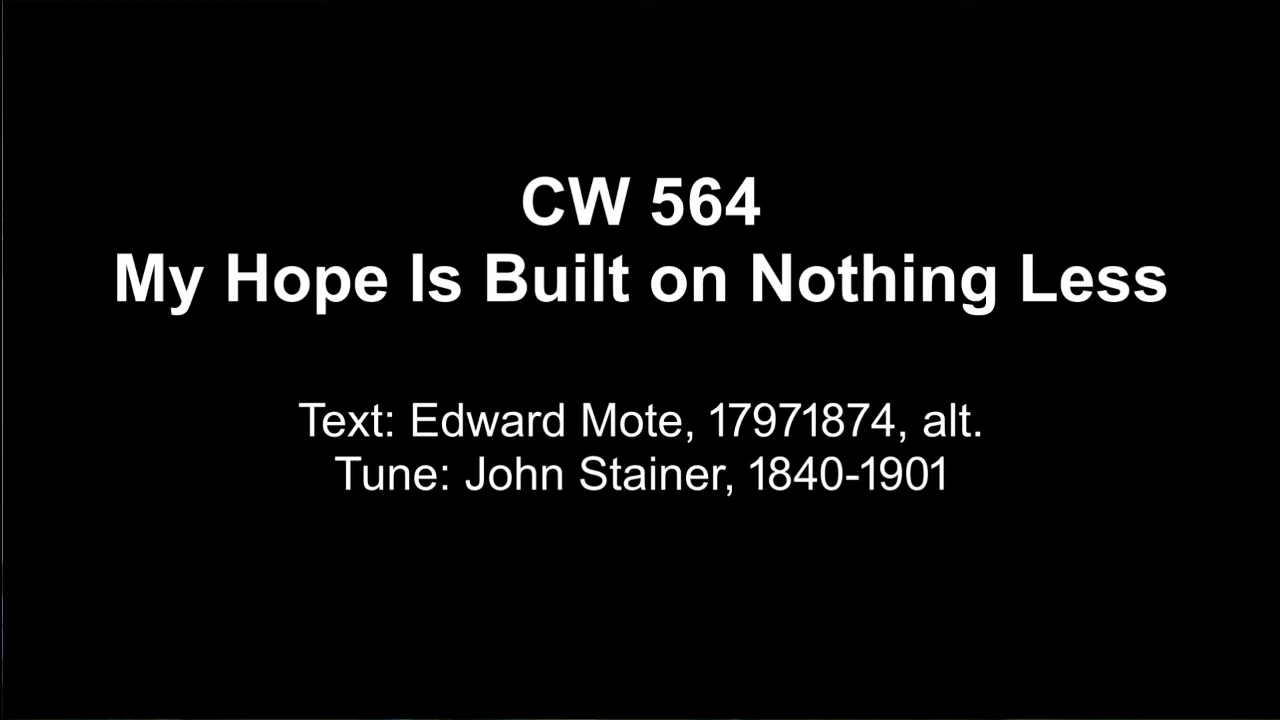 CW 564
My Hope Is Built on Nothing Less
Text: Edward Mote, 17971874, alt.
Tune: John Stainer, 1840-1901